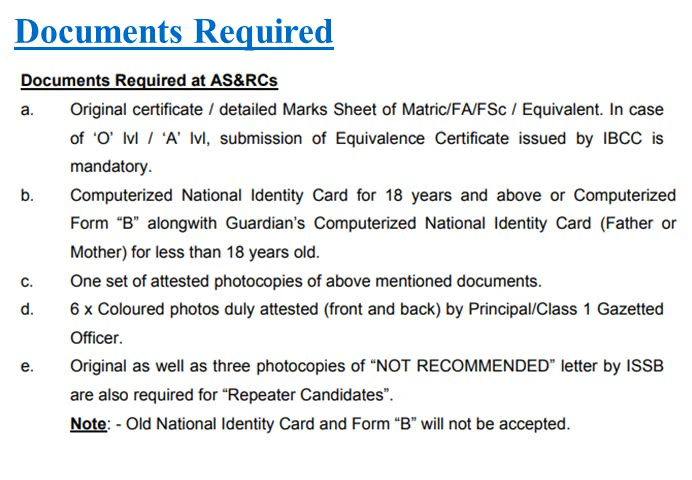 Documents Required
Documents Required at AS&RCs
a. Original certificate / detailed Marks Sheet of Matric/FA/FSc / Equivalent. In case
of ‘O’ lvl / ‘A’ lvl, submission of Equivalence Certificate issued by IBCC is
mandatory.
b. Computerized National Identity Card for 18 years and above or Computerized
Form “B” alongwith Guardian’s Computerized National Identity Card (Father or
Mother) for less than 18 years old.
c. One set of attested photocopies of above mentioned documents.
d. 6 x Coloured photos duly attested (front and back) by Principal/Class 1 Gazetted
Officer.
e. Original as well as three photocopies of “NOT RECOMMENDED” letter by ISSB
are also required for “Repeater Candidates”.
Note: - Old National Identity Card and Form “B” will not be accepted.